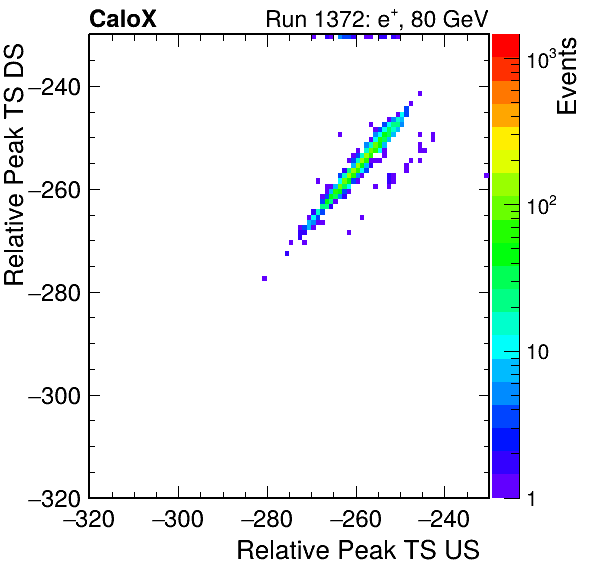 CaloX Run 1372: e⁺, 80 GeV
Relative Peak TS DS
−240
−260
−280
−300
−320
−320 −300 −280 −260 −240
Relative Peak TS US
Events
10³
10²
10
1